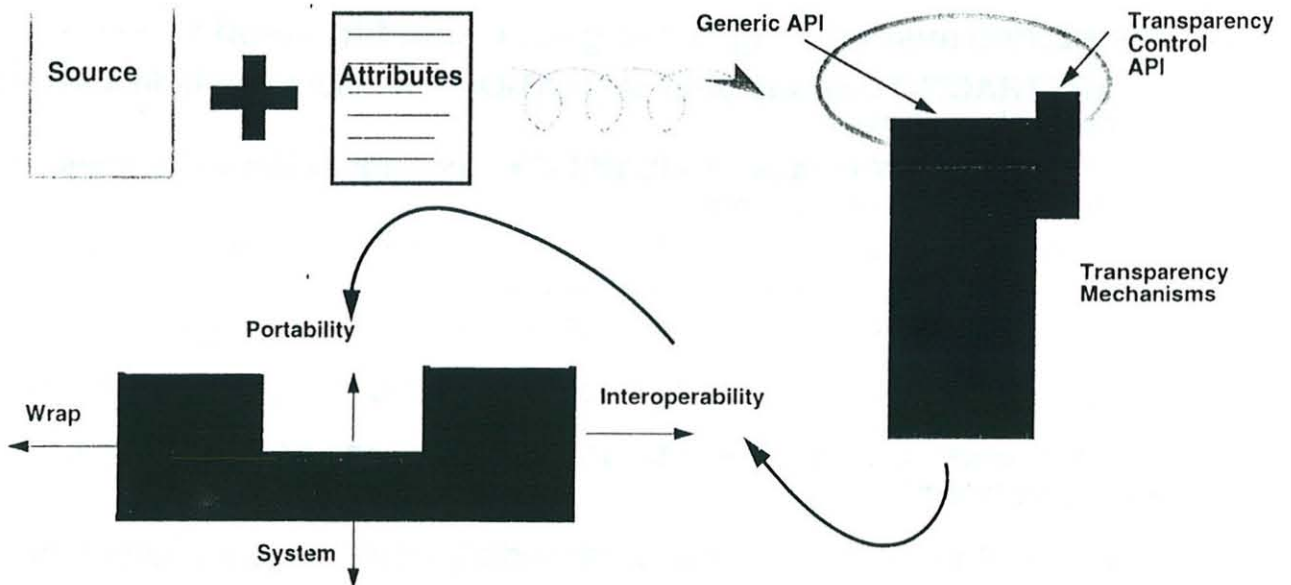 Source
Attributes
Generic API
Transparency
Control
API
Transparency
Mechanisms
Portability
Wrap
Interoperability
System